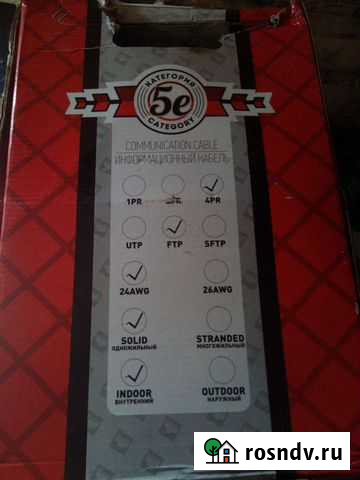 КАТЕГОРИЯ
5e
CATEGORY
COMMUNICATION CABLE
ИНФОРМАЦИОННЫЙ КАБЕЛЬ
1PR 2PR 4PR
UTP FTP SFTP
24AWG 26AWG
SOLID STRANDED
ОДНОЖИЛЬНЫЙ МНОГОЖИЛЬНЫЙ
INDOOR OUTDOOR
ВНУТРЕННИЙ НАРУЖНЫЙ
rosndv.ru